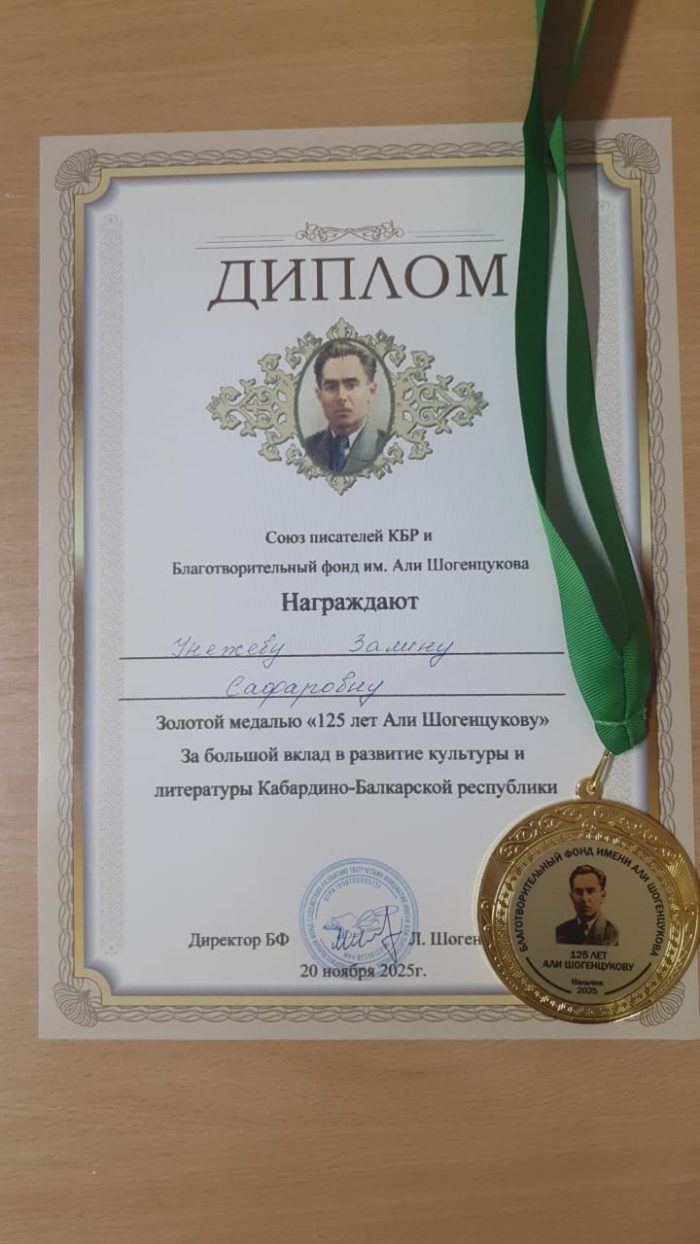 ДИПЛОМ
Союз писателей КБР и
Благотворительный фонд им. Али Шогенцукова
Награждают
Унежеву Залину
Сафаровну
Золотой медалью «125 лет Али Шогенцукову»
За большой вклад в развитие культуры и
литературы Кабардино-Балкарской республики
Директор БФ Л. Шоген
20 ноября 2025г.
БЛАГОТВОРИТЕЛЬНЫЙ ФОНД ИМЕНИ АЛИ ШОГЕНЦУКОВА
125 ЛЕТ
АЛИ ШОГЕНЦУКОВУ
Нальчик
2025